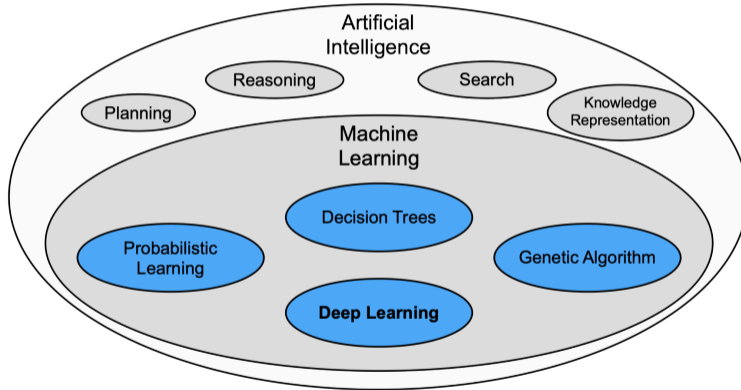 Artificial
Intelligence
Reasoning
Search
Planning
Knowledge
Representation
Machine
Learning
Decision Trees
Probabilistic
Learning
Genetic Algorithm
Deep Learning